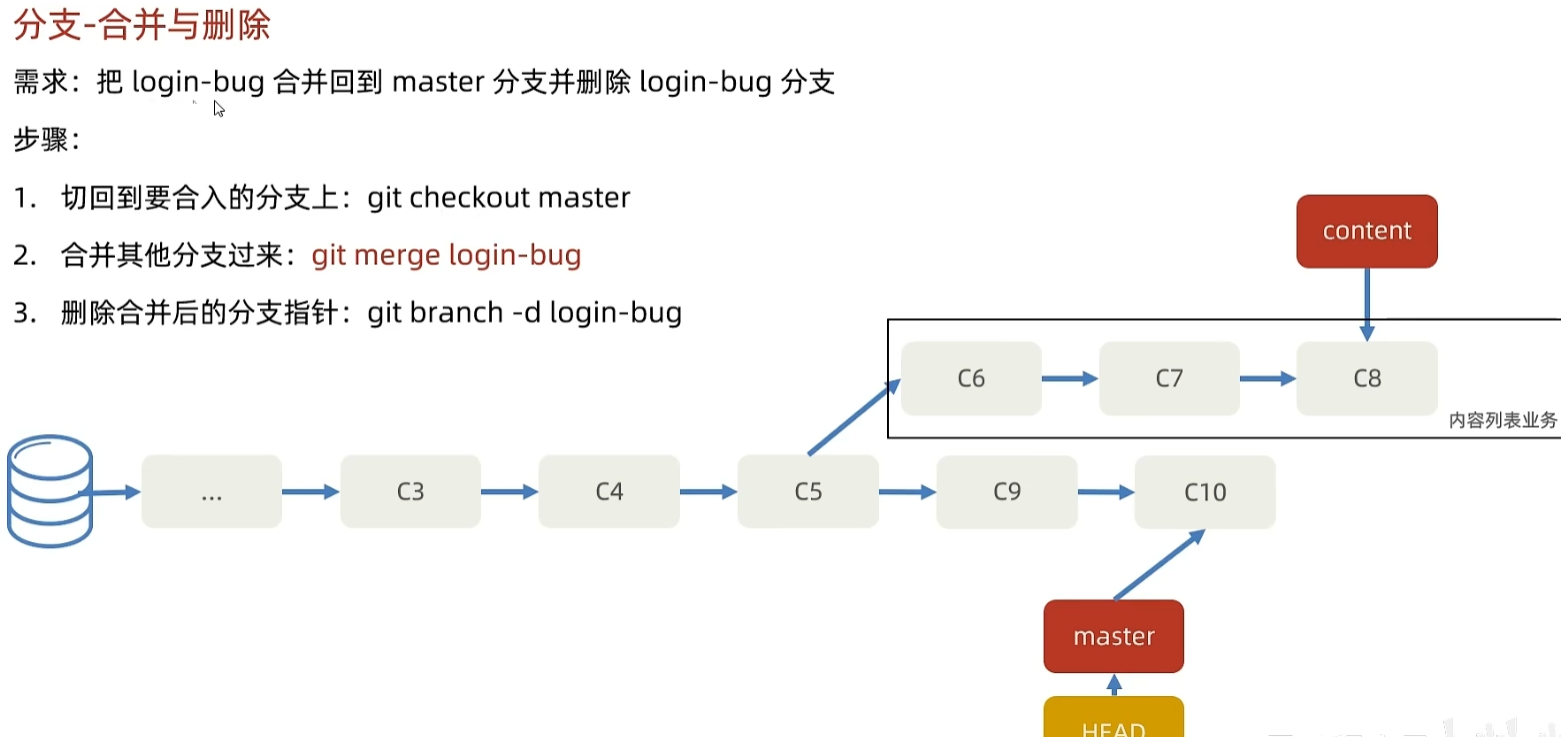 分支-合并与删除
需求：把 login-bug 合并回到 master 分支并删除 login-bug 分支
步骤：
1. 切回到要合入的分支上：git checkout master
2. 合并其他分支过来：git merge login-bug
3. 删除合并后的分支指针：git branch -d login-bug
content
C6
C7
C8
内容列表业务
...
C3
C4
C5
C9
C10
master
HEAD